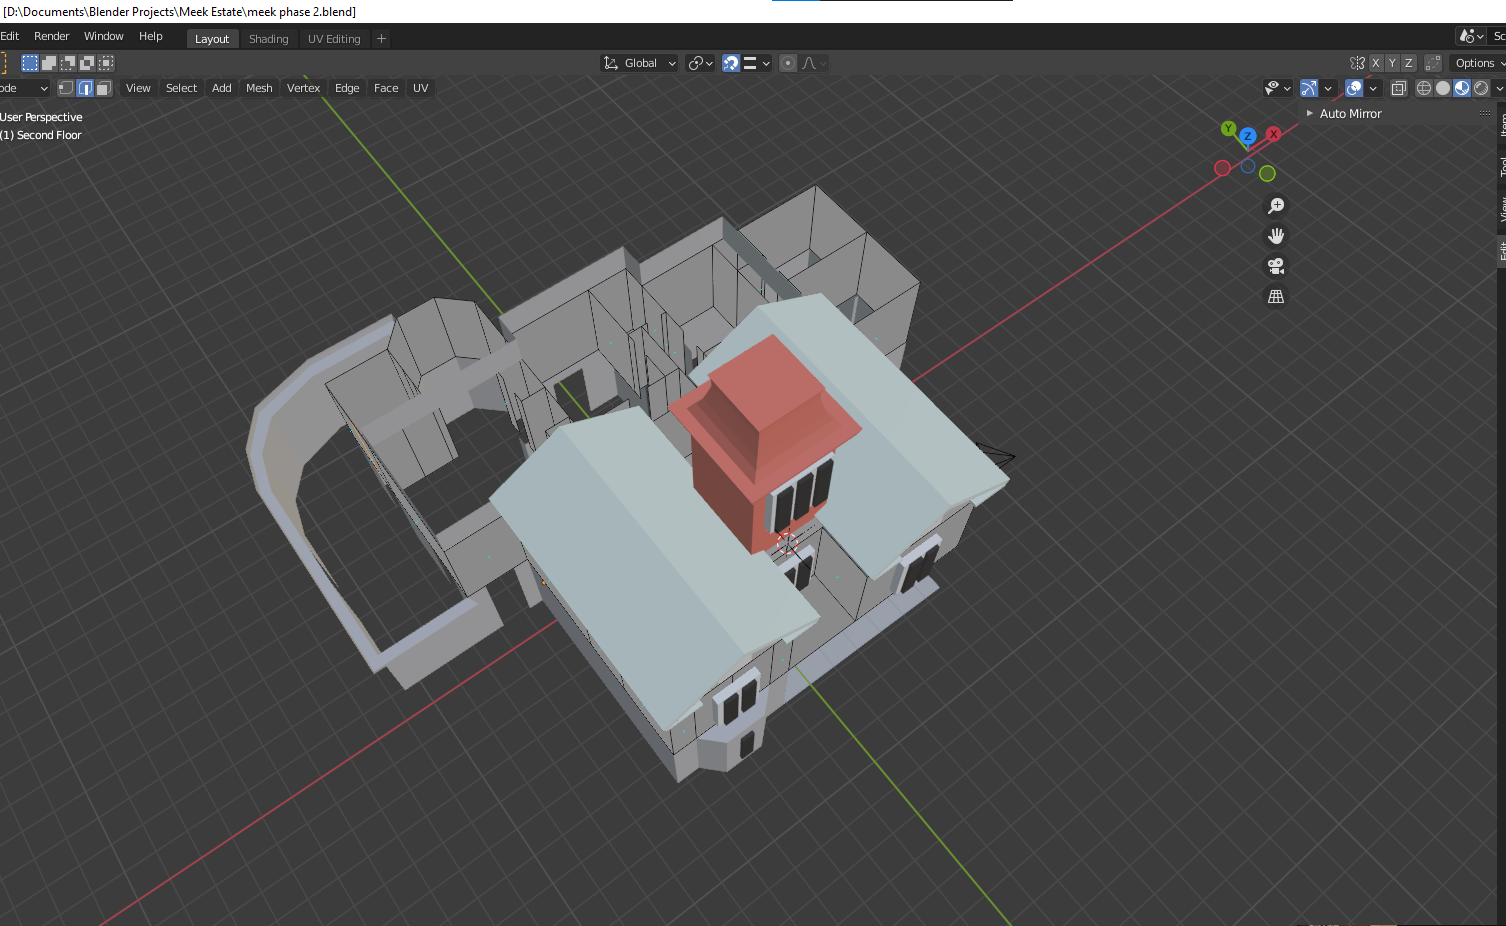 [D:\Documents\Blender Projects\Meek Estate\meek phase 2.blend]
Edit Render Window Help Layout Shading UV Editing + Sc
Global X Y Z Options
ode View Select Add Mesh Vertex Edge Face UV
User Perspective
(1) Second Floor
Auto Mirror
Y Z X
Item
Tool
View
Edit